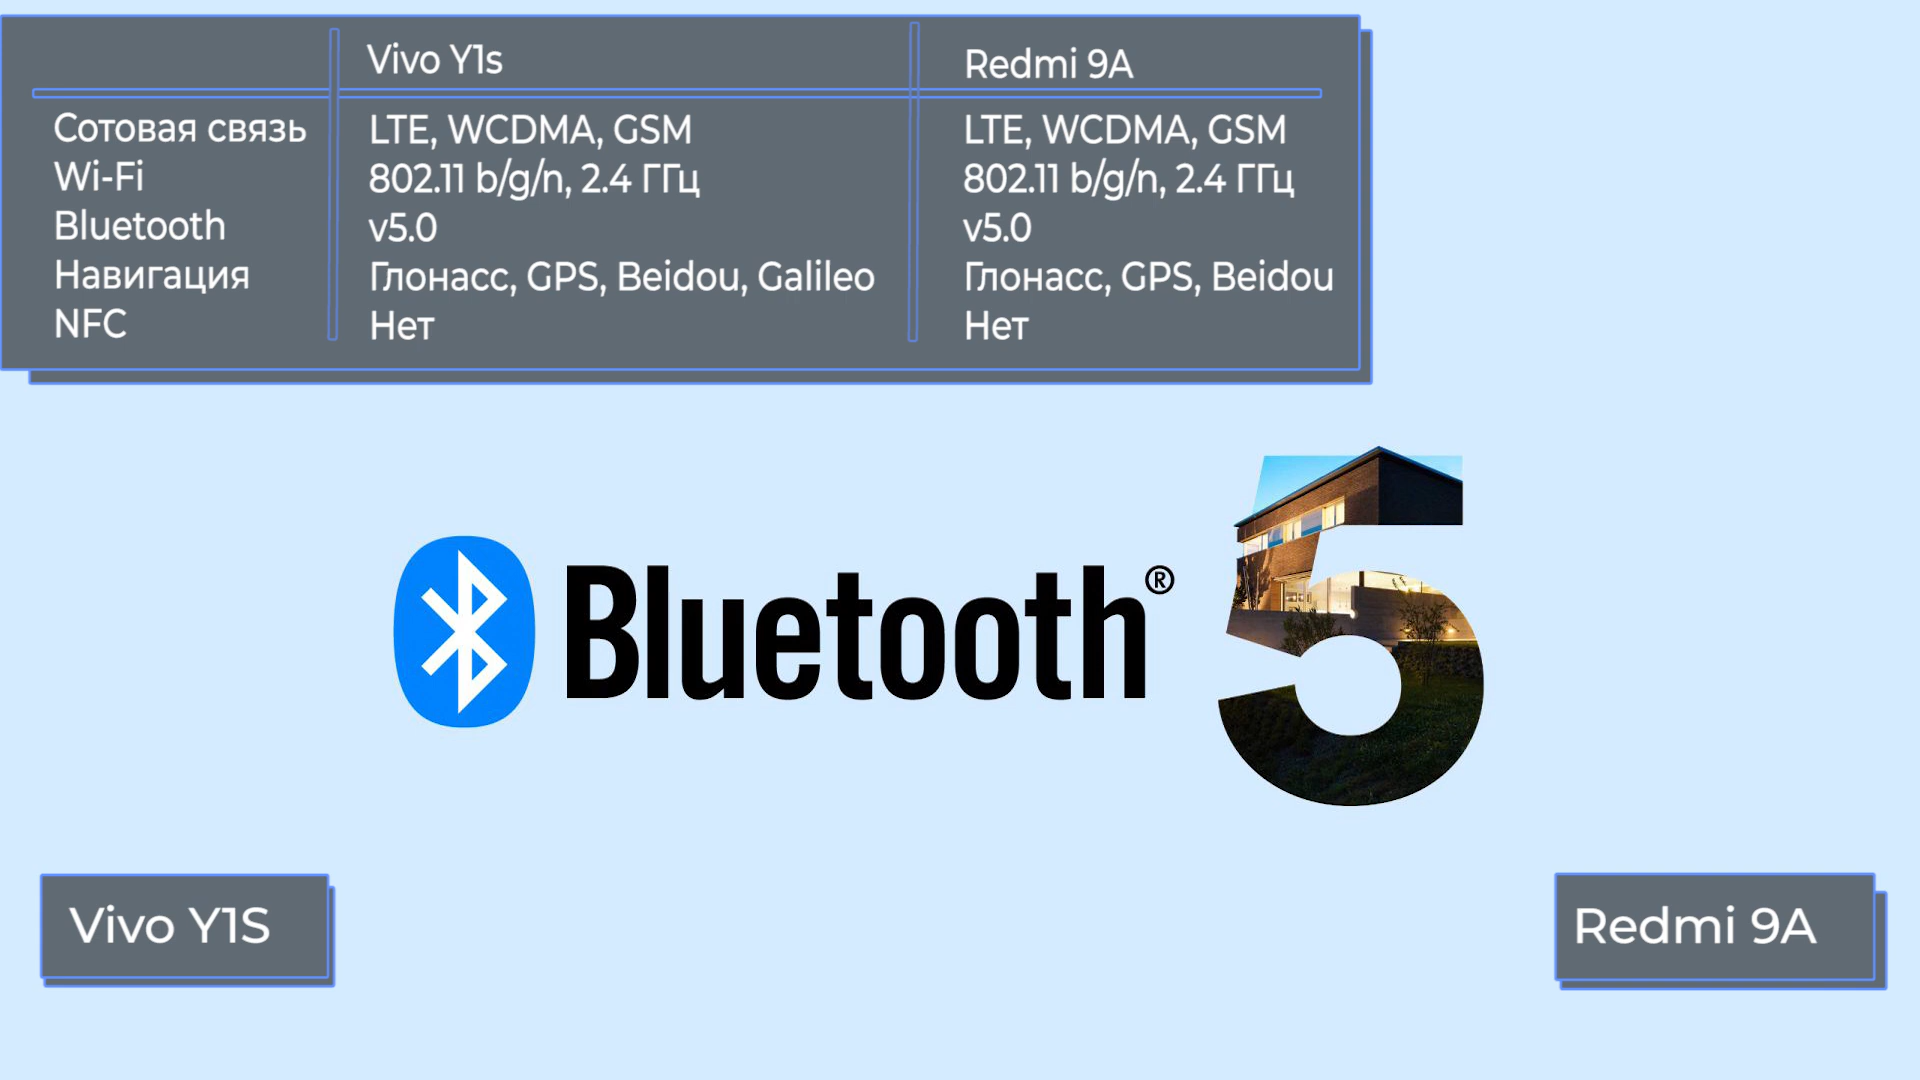 Vivo Y1s Redmi 9A
Сотовая связь LTE, WCDMA, GSM LTE, WCDMA, GSM
Wi-Fi 802.11 b/g/n, 2.4 ГГц 802.11 b/g/n, 2.4 ГГц
Bluetooth v5.0 v5.0
Навигация Глонасс, GPS, Beidou, Galileo Глонасс, GPS, Beidou
NFC Нет Нет
Bluetooth® 5
Vivo Y1S
Redmi 9A